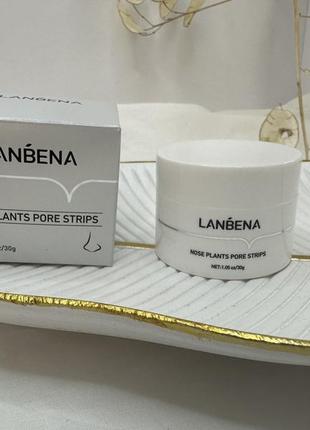 LANBENA
PLANTS PORE STRIPS
/30g
LANBENA
NOSE PLANTS PORE STRIPS
NET:1.05 oz/30g